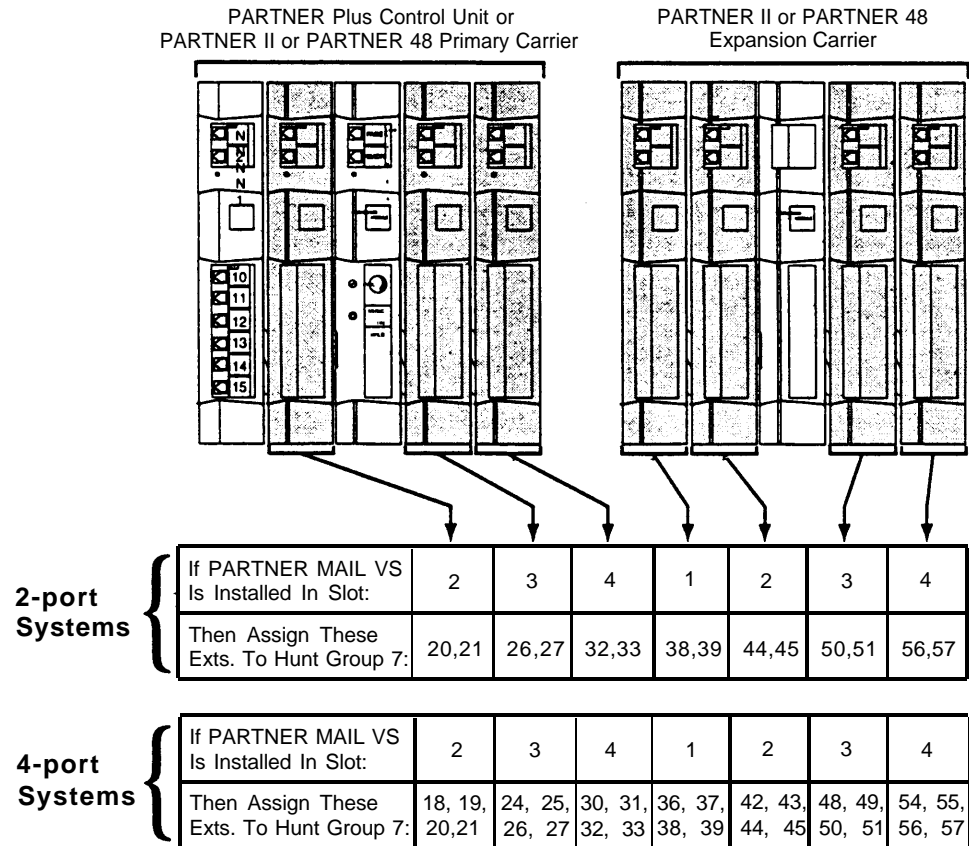 PARTNER Plus Control Unit or
PARTNER II or PARTNER 48 Primary Carrier
PARTNER II or PARTNER 48
Expansion Carrier
N
N
N
1
PAGE
10
11
12
13
14
15
2-port
Systems
If PARTNER MAIL VS
Is Installed In Slot:
2 3 4 1 2 3 4
Then Assign These
Exts. To Hunt Group 7:
20,21 26,27 32,33 38,39 44,45 50,51 56,57
4-port
Systems
If PARTNER MAIL VS
Is Installed In Slot:
2 3 4 1 2 3 4
Then Assign These
Exts. To Hunt Group 7:
18, 19, 24, 25, 30, 31, 36, 37, 42, 43, 48, 49, 54, 55,
20,21 26, 27 32, 33 38, 39 44, 45 50, 51 56, 57